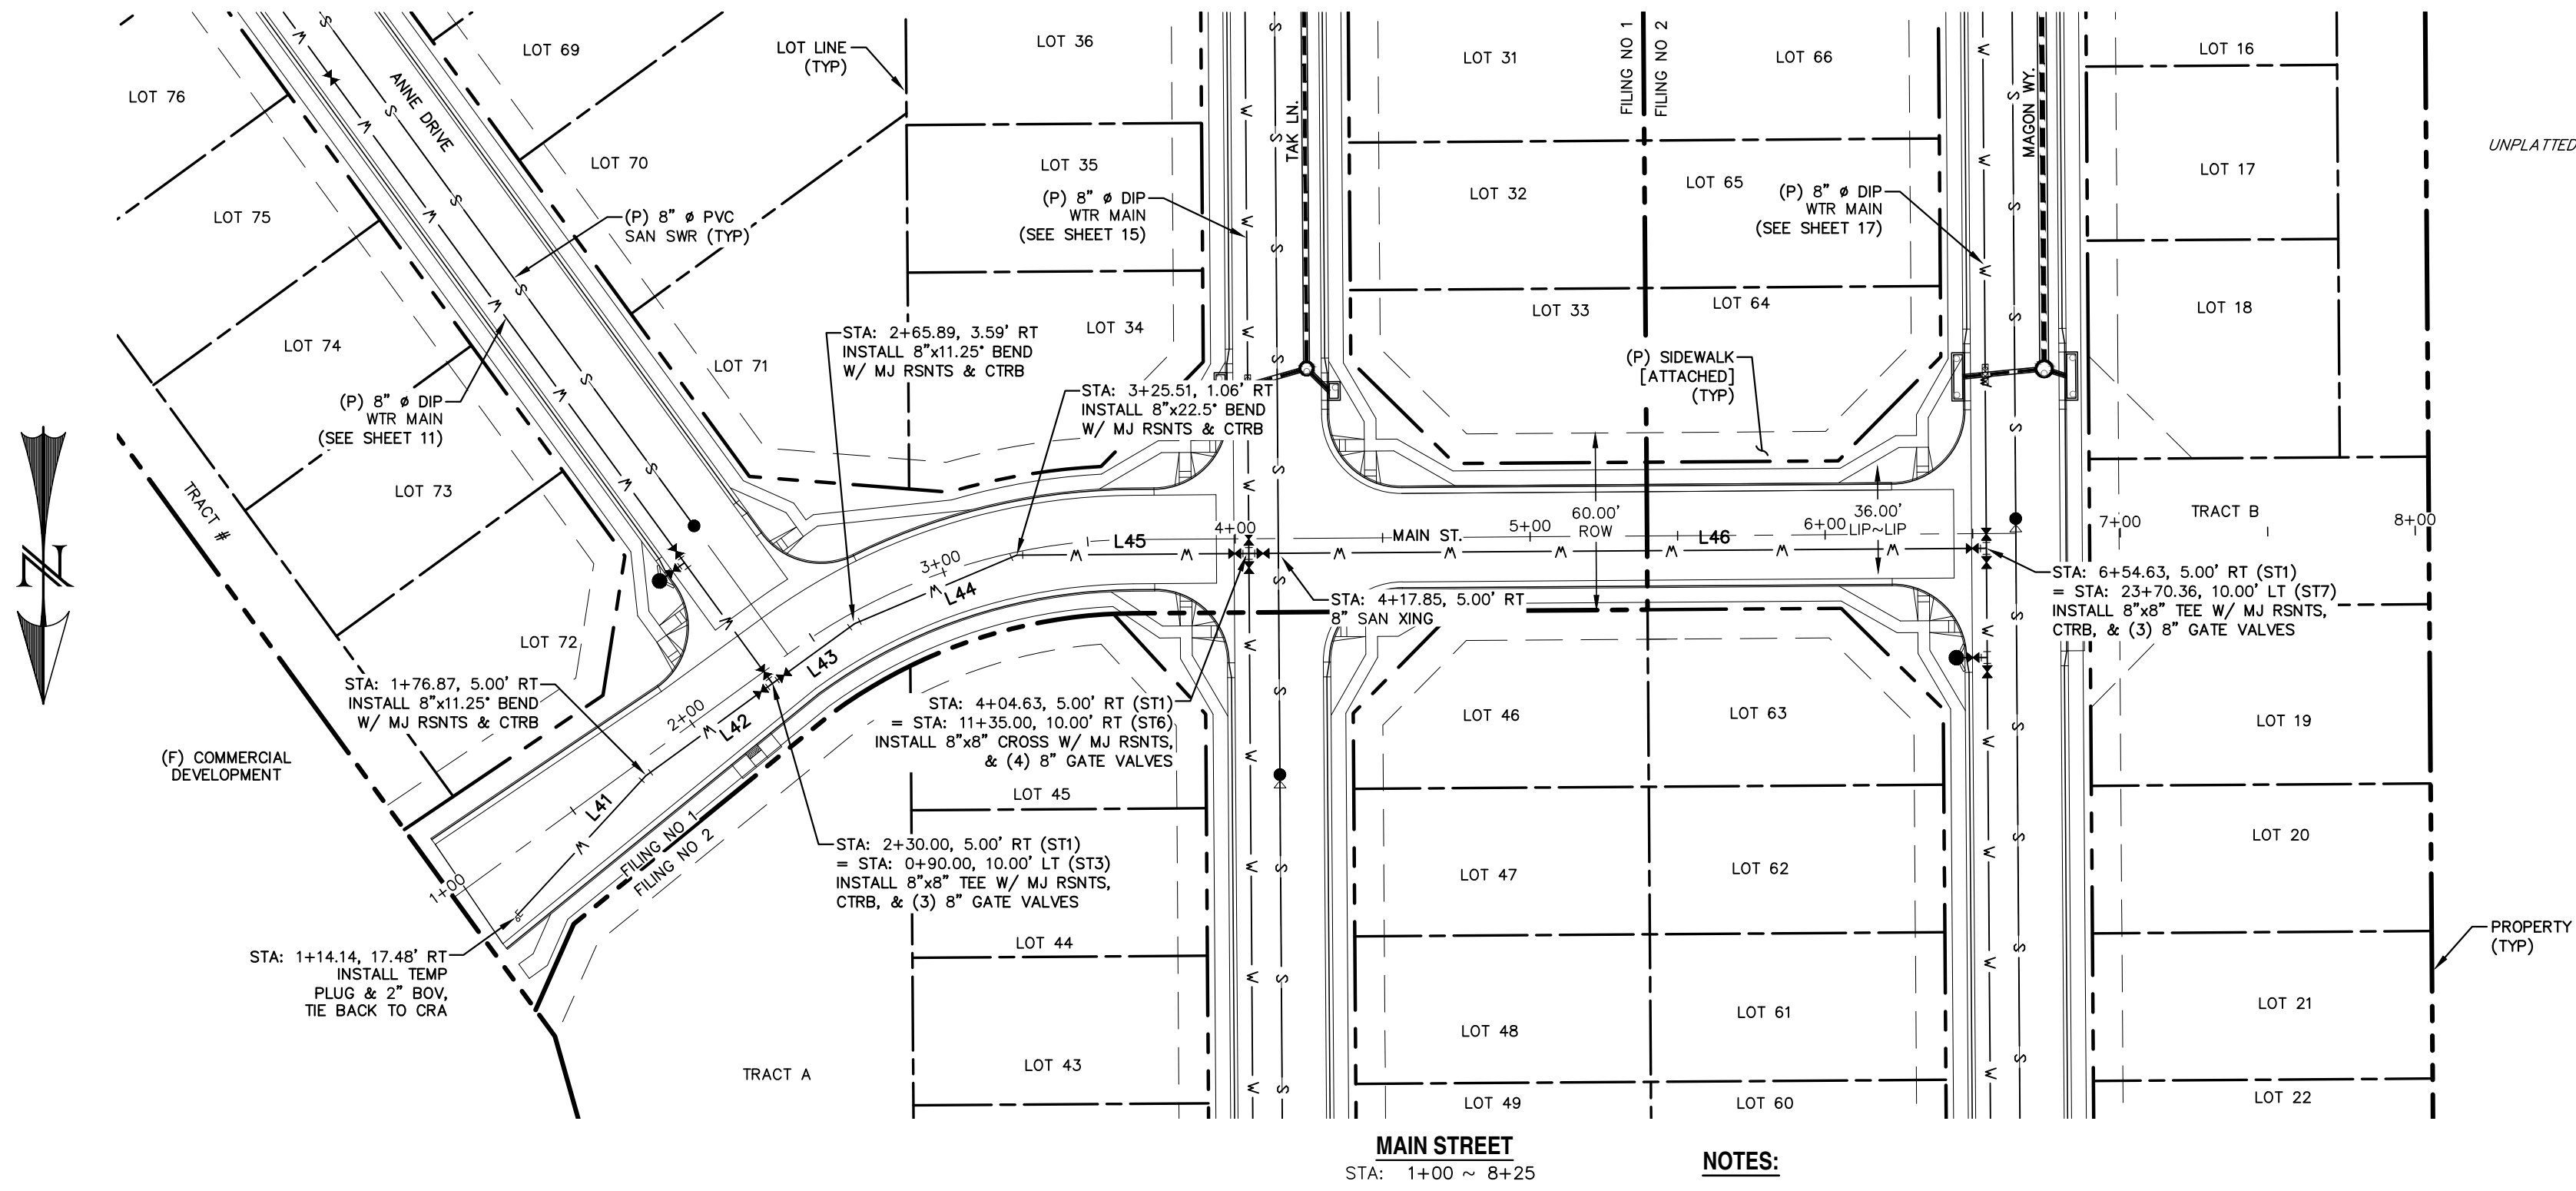 LOT 69
LOT LINE
(TYP)
LOT 36
LOT 31
FILING NO 1
FILING NO 2
LOT 66
LOT 16
LOT 76
ANNE DRIVE
LOT 70
LOT 35
TAK LN.
LOT 32
LOT 65
MAGON WY.
LOT 17
UNPLATTED
LOT 75
(P) 8" ø PVC
SAN SWR (TYP)
(P) 8" ø DIP
WTR MAIN
(SEE SHEET 15)
(P) 8" ø DIP
WTR MAIN
(SEE SHEET 17)
LOT 74
LOT 71
LOT 34
LOT 33
LOT 64
LOT 18
STA: 2+65.89, 3.59' RT
INSTALL 8"x11.25° BEND
W/ MJ RSNTS & CTRB
STA: 3+25.51, 1.06' RT
INSTALL 8"x22.5° BEND
W/ MJ RSNTS & CTRB
(P) SIDEWALK
[ATTACHED]
(TYP)
(P) 8" ø DIP
WTR MAIN
(SEE SHEET 11)
N
TRACT #
LOT 73
LOT 72
3+00
L44
L45
4+00
MAIN ST.
5+00
60.00'
ROW
L46
6+00
36.00'
LIP~LIP
7+00
TRACT B
8+00
STA: 4+17.85, 5.00' RT
8" SAN XING
STA: 6+54.63, 5.00' RT (ST1)
= STA: 23+70.36, 10.00' LT (ST7)
INSTALL 8"x8" TEE W/ MJ RSNTS,
CTRB, & (3) 8" GATE VALVES
STA: 1+76.87, 5.00' RT
INSTALL 8"x11.25° BEND
W/ MJ RSNTS & CTRB
L43
2+00
L42
STA: 4+04.63, 5.00' RT (ST1)
= STA: 11+35.00, 10.00' RT (ST6)
INSTALL 8"x8" CROSS W/ MJ RSNTS,
& (4) 8" GATE VALVES
LOT 46
LOT 63
LOT 19
(F) COMMERCIAL
DEVELOPMENT
L41
1+00
FILING NO 1
FILING NO 2
LOT 45
STA: 2+30.00, 5.00' RT (ST1)
= STA: 0+90.00, 10.00' LT (ST3)
INSTALL 8"x8" TEE W/ MJ RSNTS,
CTRB, & (3) 8" GATE VALVES
LOT 47
LOT 62
LOT 20
STA: 1+14.14, 17.48' RT
INSTALL TEMP
PLUG & 2" BOV,
TIE BACK TO CRA
LOT 44
LOT 48
LOT 61
LOT 21
PROPERTY
(TYP)
TRACT A
LOT 43
LOT 49
LOT 60
LOT 22
MAIN STREET
STA: 1+00 ~ 8+25
NOTES: